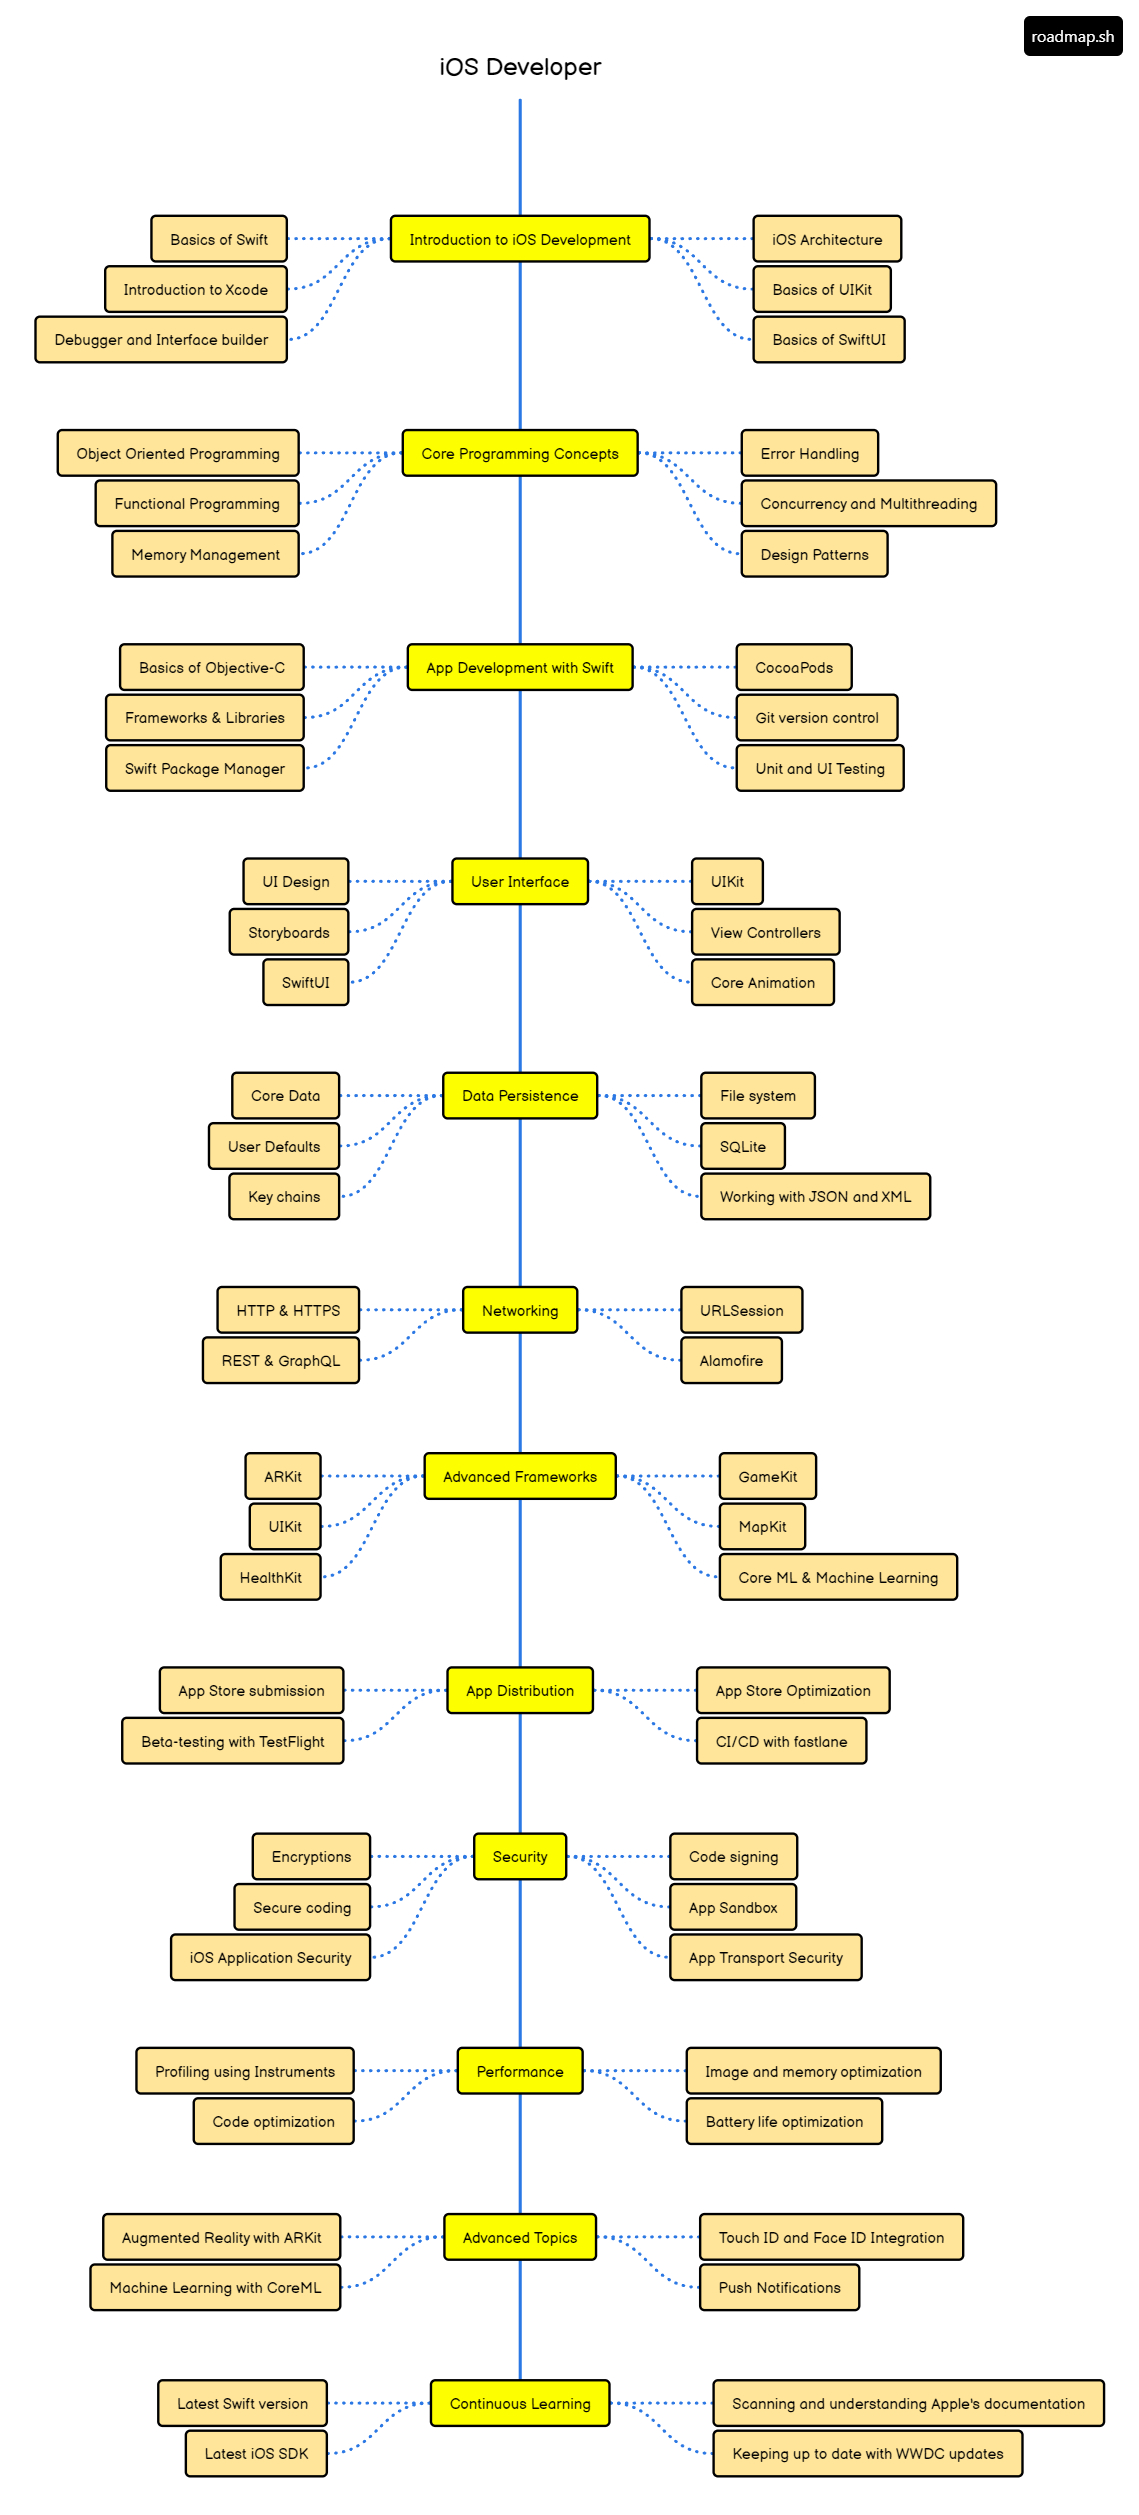 roadmap.sh
iOS Developer
Introduction to iOS Development
Basics of Swift
Introduction to Xcode
Debugger and Interface builder
iOS Architecture
Basics of UIKit
Basics of SwiftUI
Core Programming Concepts
Object Oriented Programming
Functional Programming
Memory Management
Error Handling
Concurrency and Multithreading
Design Patterns
App Development with Swift
Basics of Objective-C
Frameworks & Libraries
Swift Package Manager
CocoaPods
Git version control
Unit and UI Testing
User Interface
UI Design
Storyboards
SwiftUI
UIKit
View Controllers
Core Animation
Data Persistence
Core Data
User Defaults
Key chains
File system
SQLite
Working with JSON and XML
Networking
HTTP & HTTPS
REST & GraphQL
URLSession
Alamofire
Advanced Frameworks
ARKit
UIKit
HealthKit
GameKit
MapKit
Core ML & Machine Learning
App Distribution
App Store submission
Beta-testing with TestFlight
App Store Optimization
CI/CD with fastlane
Security
Encryptions
Secure coding
iOS Application Security
Code signing
App Sandbox
App Transport Security
Performance
Profiling using Instruments
Code optimization
Image and memory optimization
Battery life optimization
Advanced Topics
Augmented Reality with ARKit
Machine Learning with CoreML
Touch ID and Face ID Integration
Push Notifications
Continuous Learning
Latest Swift version
Latest iOS SDK
Scanning and understanding Apple's documentation
Keeping up to date with WWDC updates